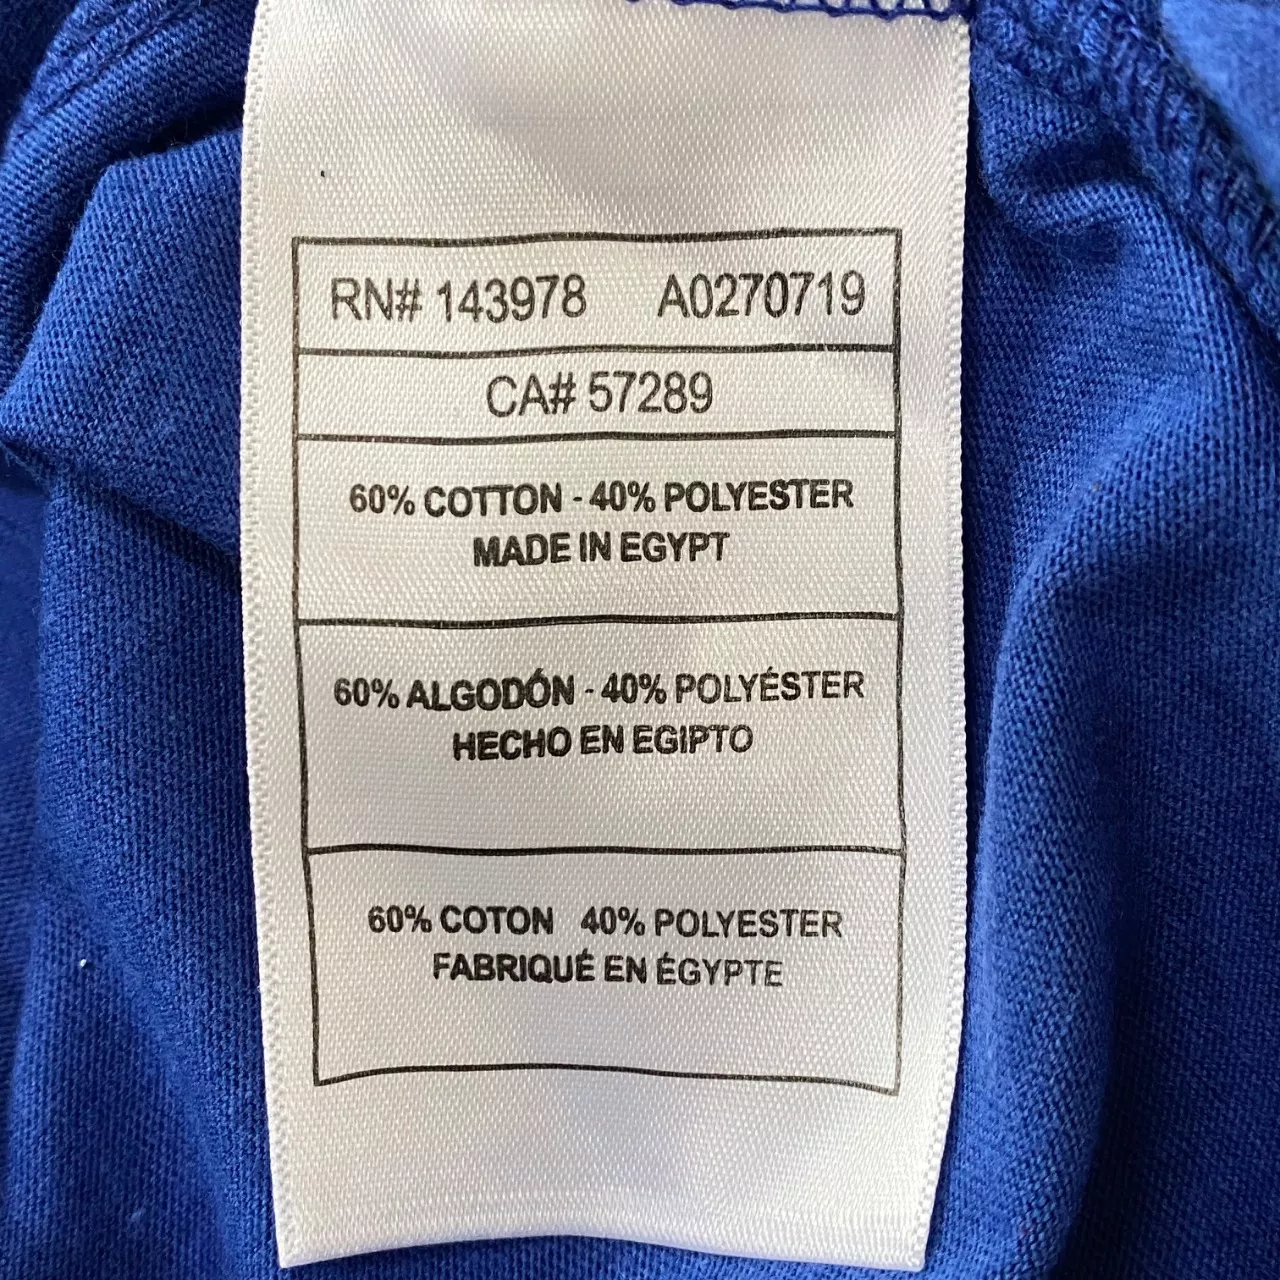 RN# 143978 A0270719
CA# 57289
60% COTTON - 40% POLYESTER
MADE IN EGYPT
60% ALGODÓN - 40% POLYÉSTER
HECHO EN EGIPTO
60% COTON 40% POLYESTER
FABRIQUÉ EN ÉGYPTE